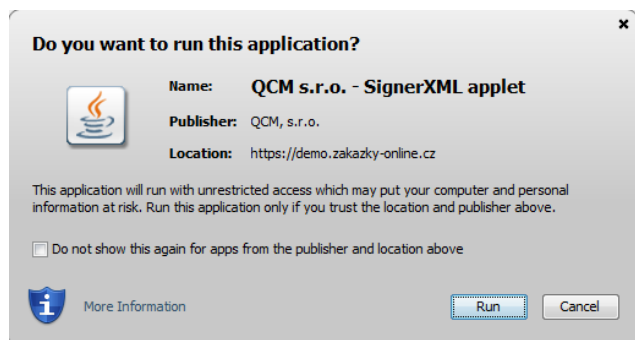 Do you want to run this application?
Name: QCM s.r.o. - SignerXML applet
Publisher: QCM, s.r.o.
Location: https://demo.zakazky-online.cz
This application will run with unrestricted access which may put your computer and personal
information at risk. Run this application only if you trust the location and publisher above.
Do not show this again for apps from the publisher and location above
More Information
Run Cancel